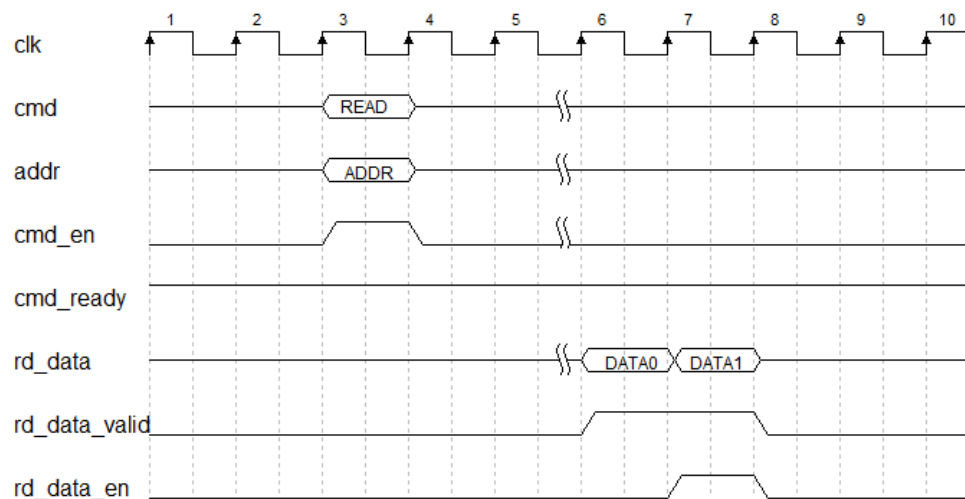 1 2 3 4 5 6 7 8 9 10
clk
cmd READ
addr ADDR
cmd_en
cmd_ready
rd_data DATA0 DATA1
rd_data_valid
rd_data_en